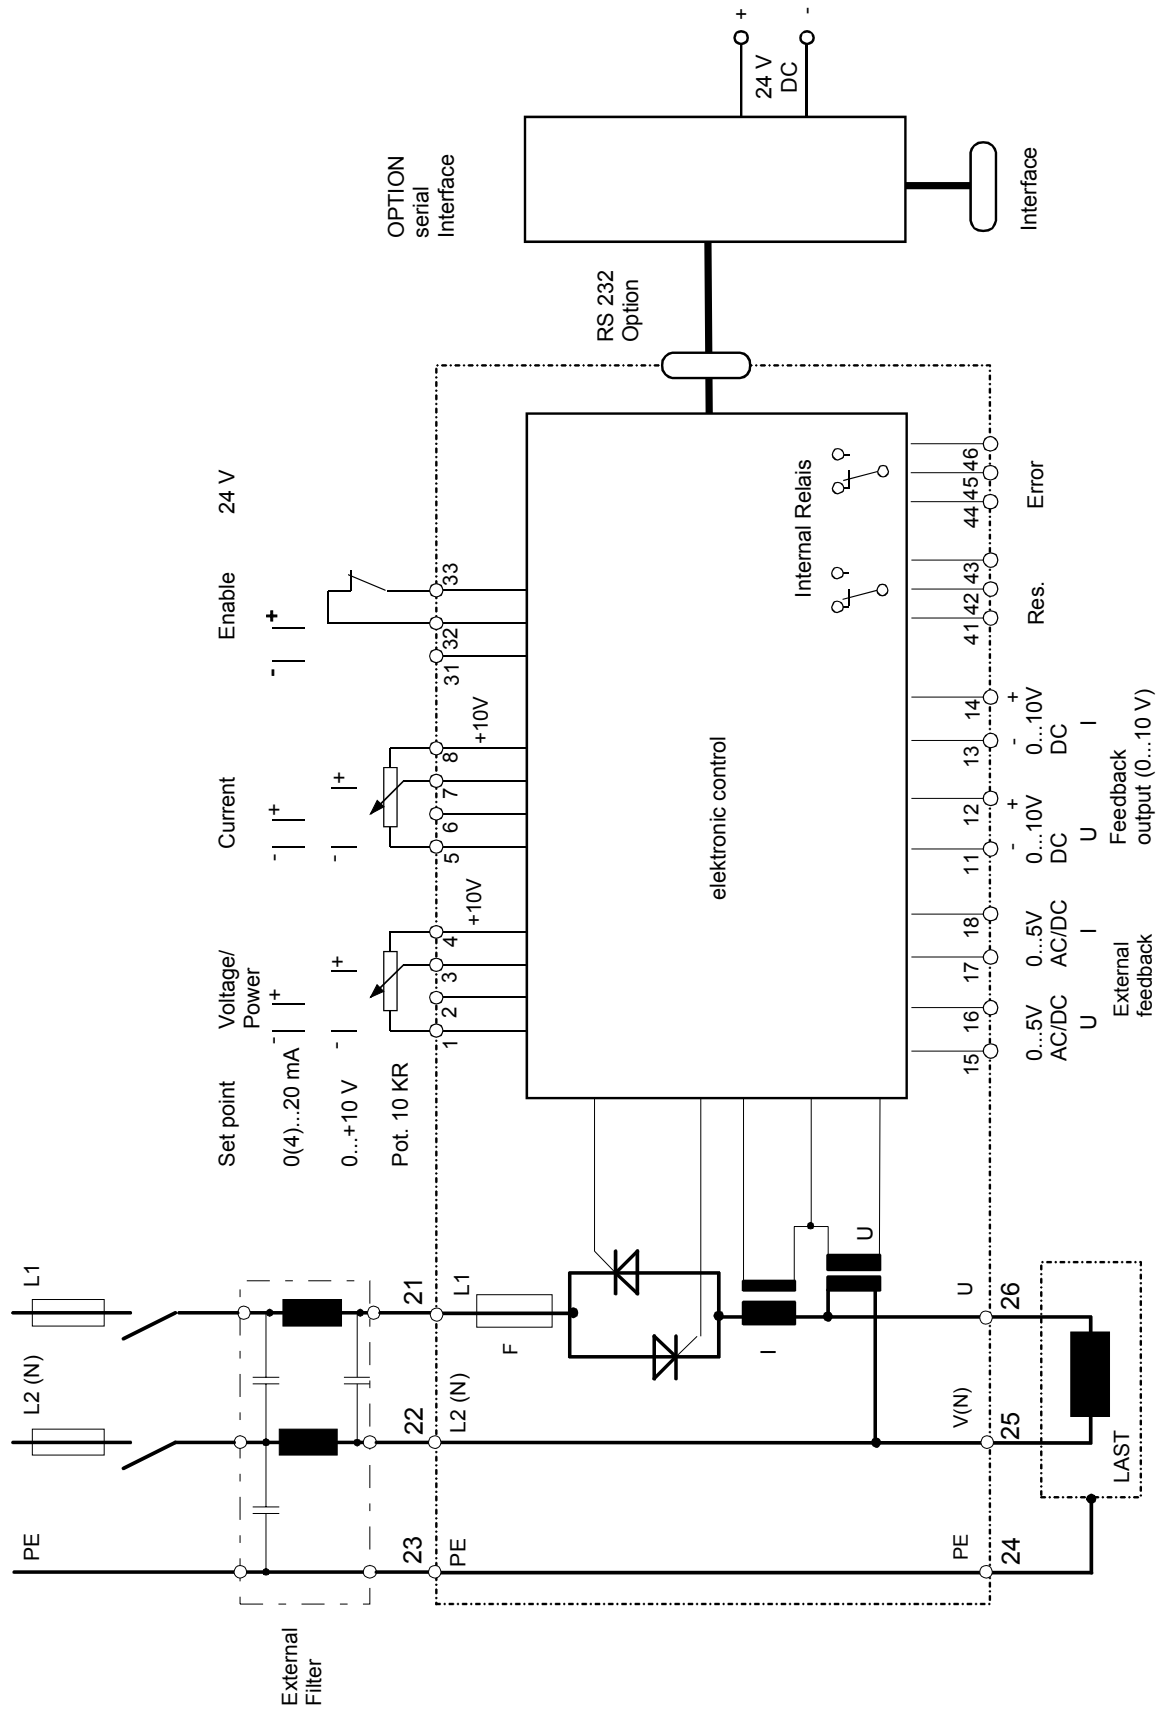 PE
L2 (N)
L1
External
Filter
Set point
Voltage/
Power
Current
Enable
24 V
0(4)...20 mA
-
+
-
+
-
+
0...+10 V
-
+
-
+
Pot. 10 KR
OPTION
serial
Interface
23
22
21
1
2
3
4
5
6
7
8
31
32
33
PE
L2 (N)
L1
+10V
+10V
F
RS 232
Option
I
U
elektronic control
Internal Relais
24 V
DC
+
-
PE
V(N)
U
24
25
26
15
16
17
18
11
12
13
14
41
42
43
44
45
46
-
+
-
+
0...5V
AC/DC
U
0...5V
AC/DC
I
0...10V
DC
U
0...10V
DC
I
Res.
Error
Interface
LAST
External
feedback
Feedback
output (0...10 V)